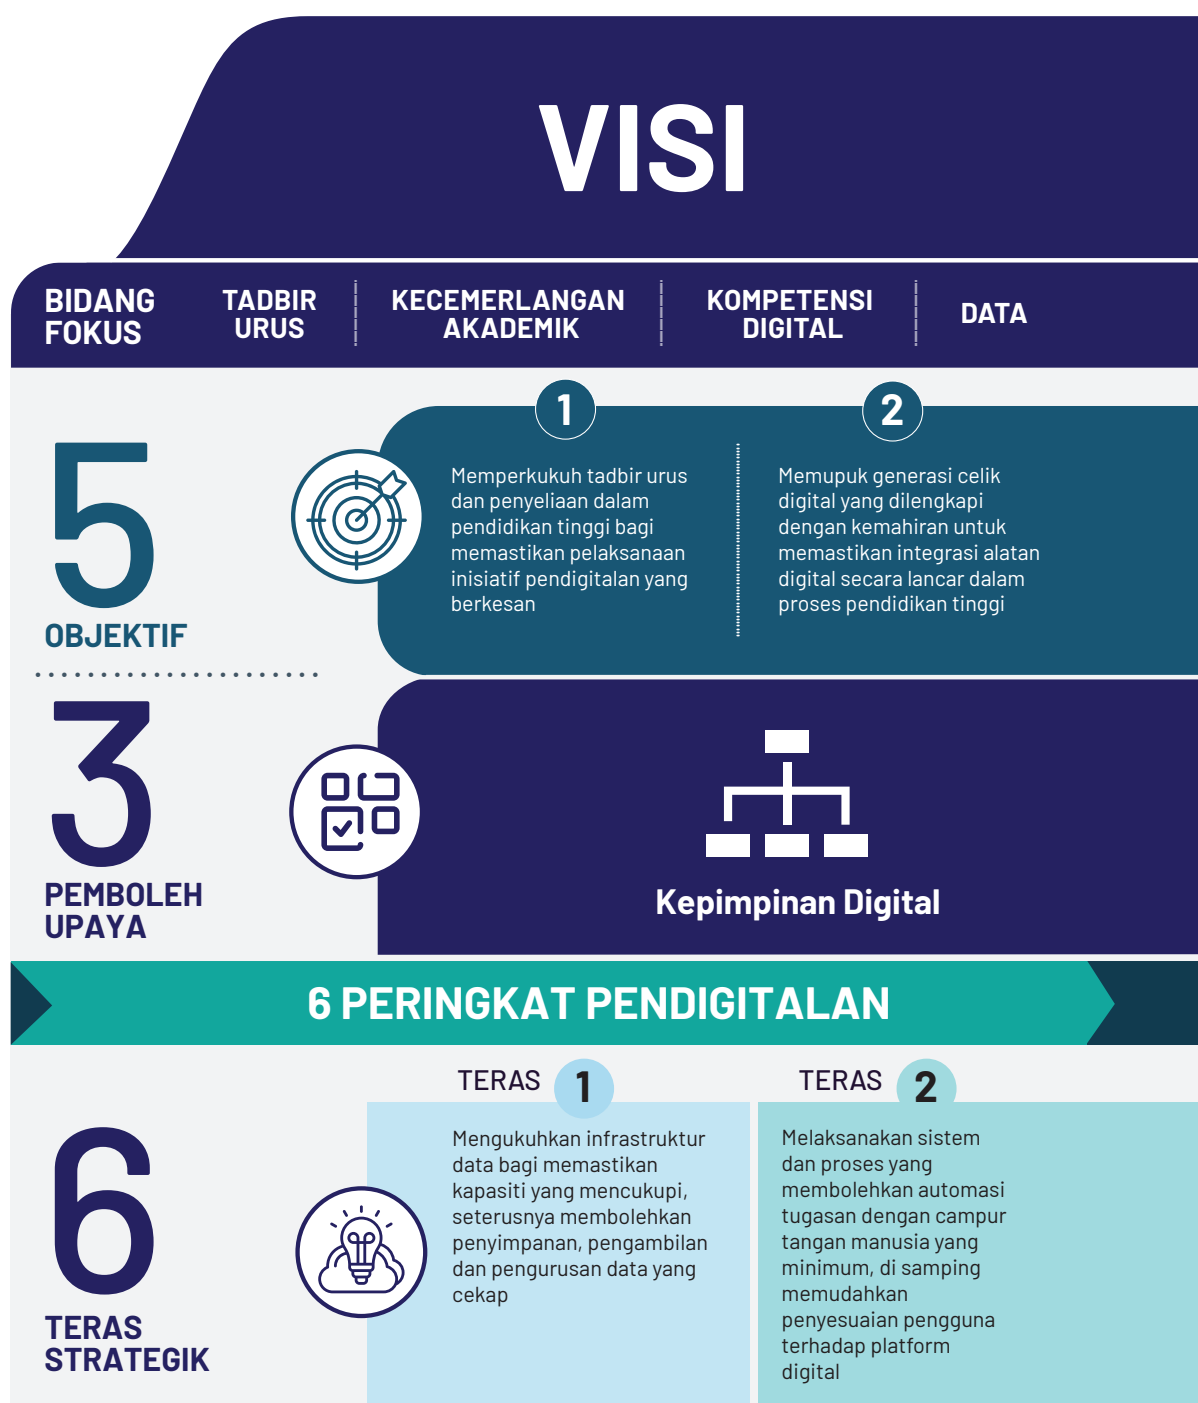 VISI
BIDANG
FOKUS
TADBIR
URUS
KECEMERLANGAN
AKADEMIK
KOMPETENSI
DIGITAL
DATA
5
OBJEKTIF
1
Memperkukuh tadbir urus
dan penyeliaan dalam
pendidikan tinggi bagi
memastikan pelaksanaan
inisiatif pendigitalan yang
berkesan
2
Memupuk generasi celik
digital yang dilengkapi
dengan kemahiran untuk
memastikan integrasi alatan
digital secara lancar dalam
proses pendidikan tinggi
3
PEMBOLEH
UPAYA
Kepimpinan Digital
6 PERINGKAT PENDIGITALAN
6
TERAS
STRATEGIK
TERAS 1
Mengukuhkan infrastruktur
data bagi memastikan
kapasiti yang mencukupi,
seterusnya membolehkan
penyimpanan, pengambilan
dan pengurusan data yang
cekap
TERAS 2
Melaksanakan sistem
dan proses yang
membolehkan automasi
tugasan dengan campur
tangan manusia yang
minimum, di samping
memudahkan
penyesuaian pengguna
terhadap platform
digital